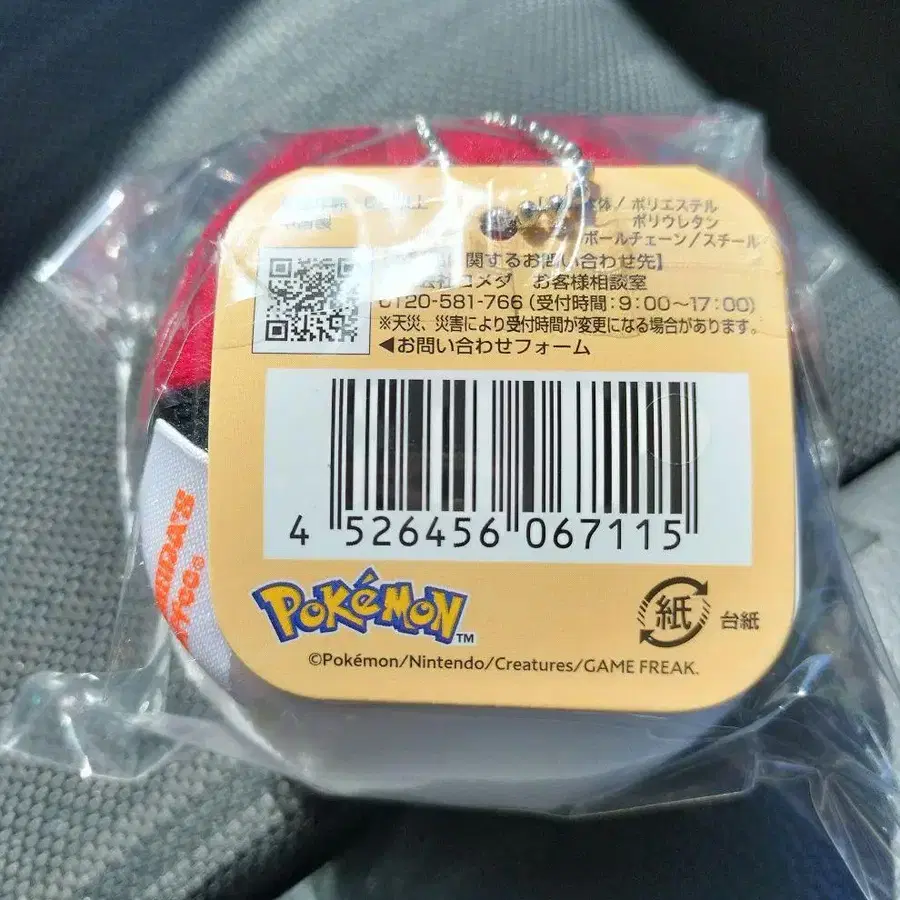 体/ポリエステル
ポリウレタン
ボールチェーン/スチール
関するお問い合わせ先】
会社コメダ お客様相談室
0120-581-766 (受付時間:9:00~17:00)
※天災、災害により受付時間が変更になる場合があります。
◀お問い合わせフォーム
4 526456 067115
POKéMON™
紙 台紙
©Pokémon/Nintendo/Creatures/GAME FREAK.